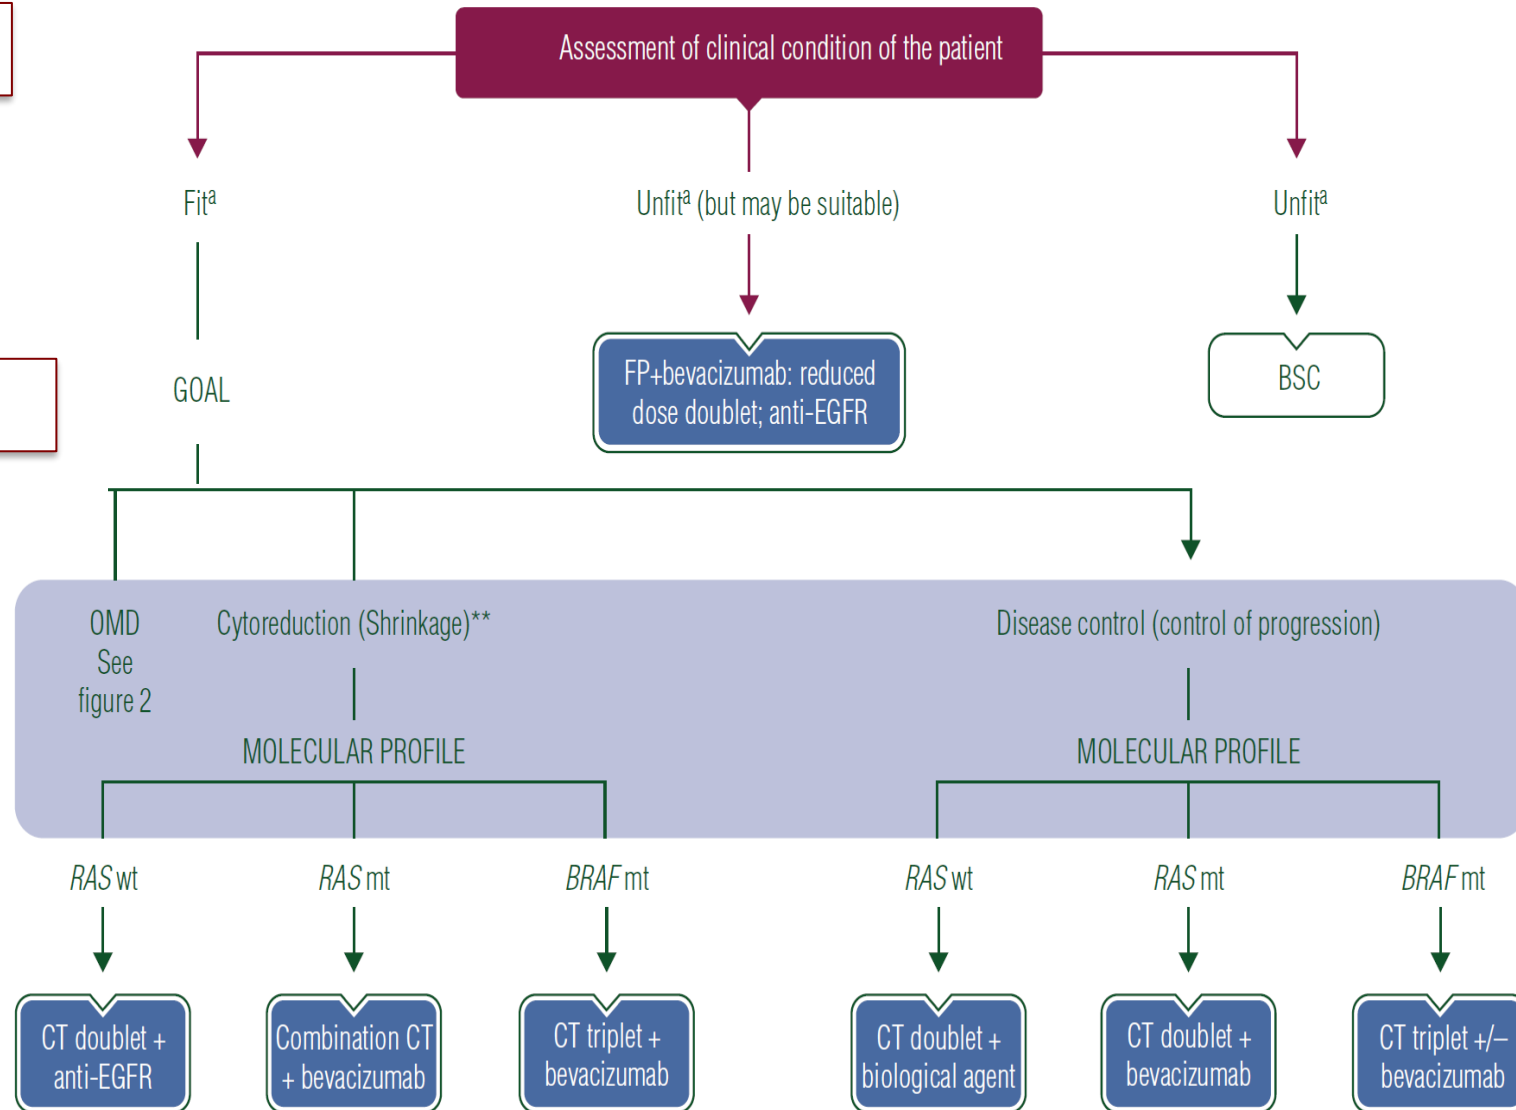 Assessment of clinical condition of the patient
Fitᵃ
Unfitᵃ (but may be suitable)
Unfitᵃ
GOAL
FP+bevacizumab: reduced
dose doublet; anti-EGFR
BSC
OMD
See
figure 2
Cytoreduction (Shrinkage)**
Disease control (control of progression)
MOLECULAR PROFILE
MOLECULAR PROFILE
RAS wt
RAS mt
BRAF mt
RAS wt
RAS mt
BRAF mt
CT doublet +
anti-EGFR
Combination CT
+ bevacizumab
CT triplet +
bevacizumab
CT doublet +
biological agent
CT doublet +
bevacizumab
CT triplet +/–
bevacizumab